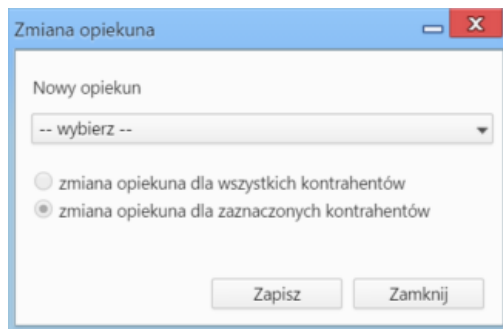 Zmiana opiekuna
Nowy opiekun
-- wybierz --
zmiana opiekuna dla wszystkich kontrahentów
zmiana opiekuna dla zaznaczonych kontrahentów
Zapisz Zamknij